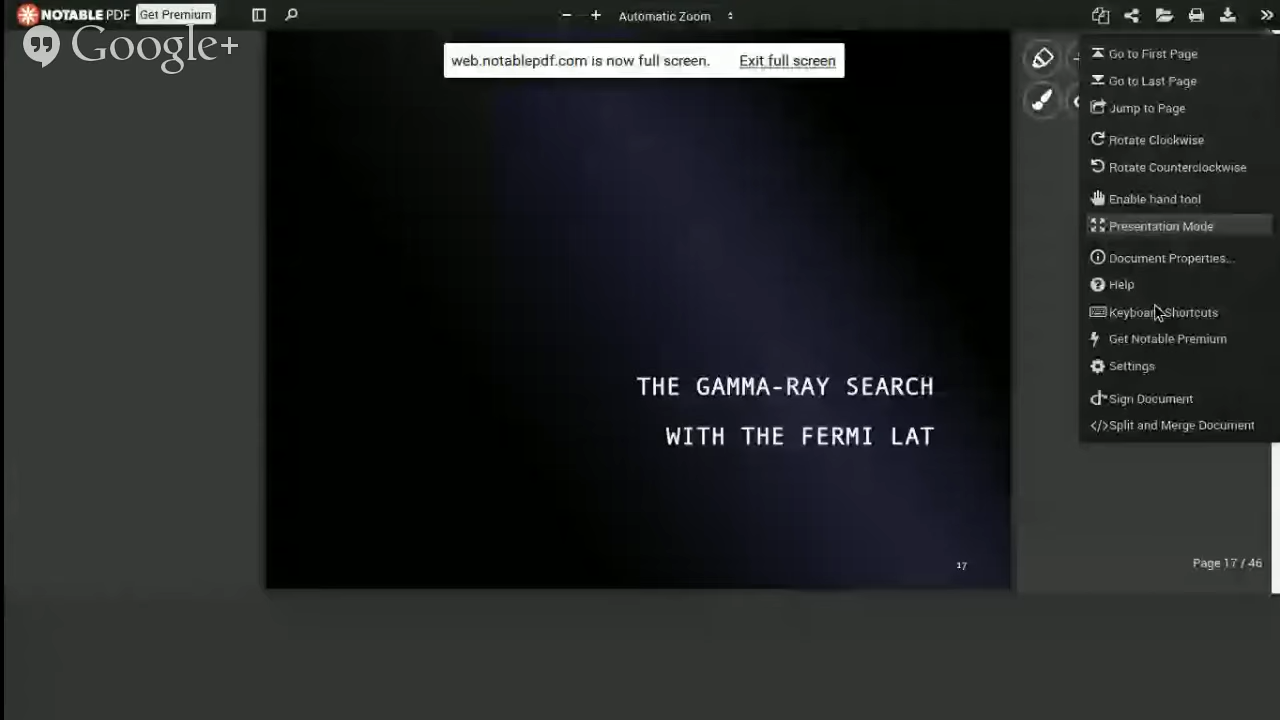 NOTABLE PDF
Get Premium
Automatic Zoom
Google+
web.notablepdf.com is now full screen. Exit full screen
Go to First Page
Go to Last Page
Jump to Page
Rotate Clockwise
Rotate Counterclockwise
Enable hand tool
Presentation Mode
Document Properties...
Help
Keyboard Shortcuts
Get Notable Premium
Settings
Sign Document
Split and Merge Document
THE GAMMA-RAY SEARCH
WITH THE FERMI LAT
17
Page 17 / 46